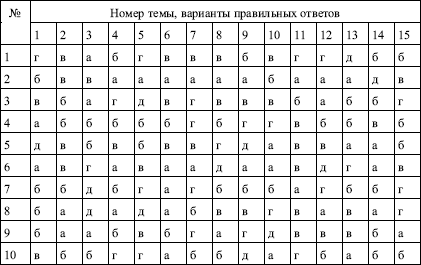 № Номер темы, варианты правильных ответов
1 2 3 4 5 6 7 8 9 10 11 12 13 14 15
1 г в а б г в в в б в г г д б б
2 б в в а а а а а а б а а а д в
3 в б а г д в г в в в б а б б г
4 а б б б б б г б г г в б б в б
5 д в б в б в в г д а в в а а б
6 а в г а в а а д а а в д г а в
7 б б д б г а г б б б а г б б г
8 б а д а д а б в в г в а в а г
9 б а а б в в б г а г д в в в б а
10 в б б г г а б б д а г б а б б